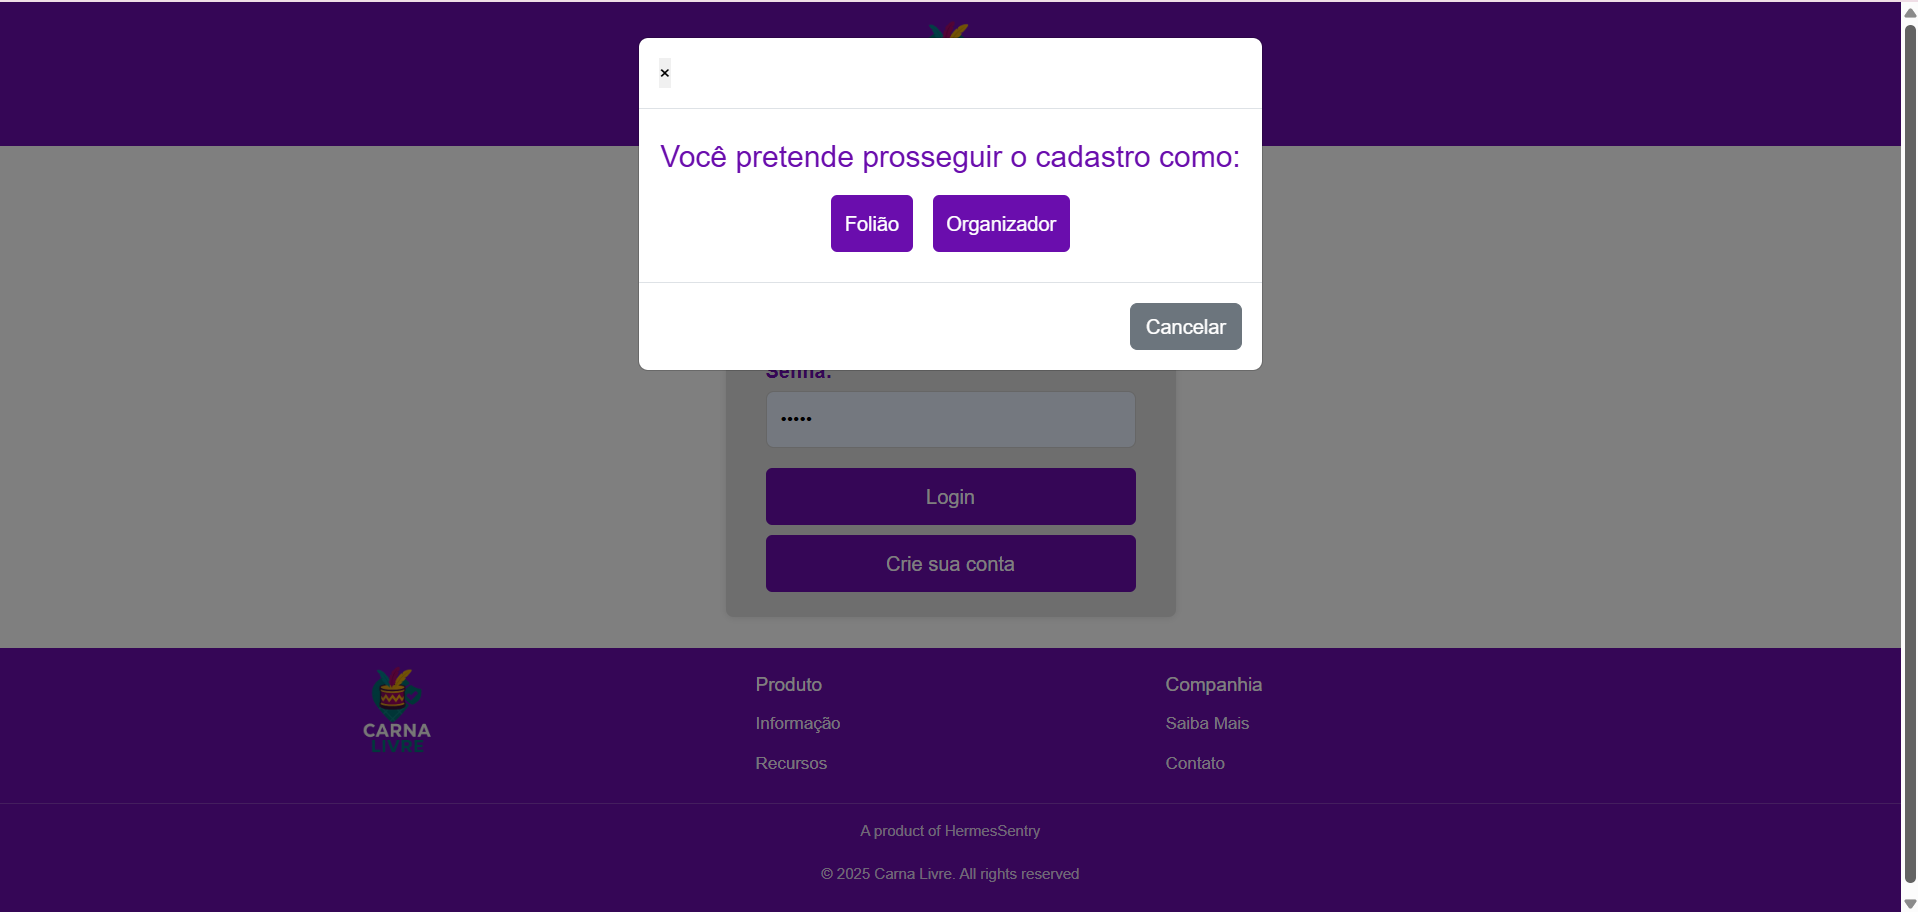 ×
Você pretende prosseguir o cadastro como:
Folião Organizador
Cancelar
Senha:
•••••
Login
Crie sua conta
CARNA
LIVRE
Produto
Informação
Recursos
Companhia
Saiba Mais
Contato
A product of HermesSentry
© 2025 Carna Livre. All rights reserved